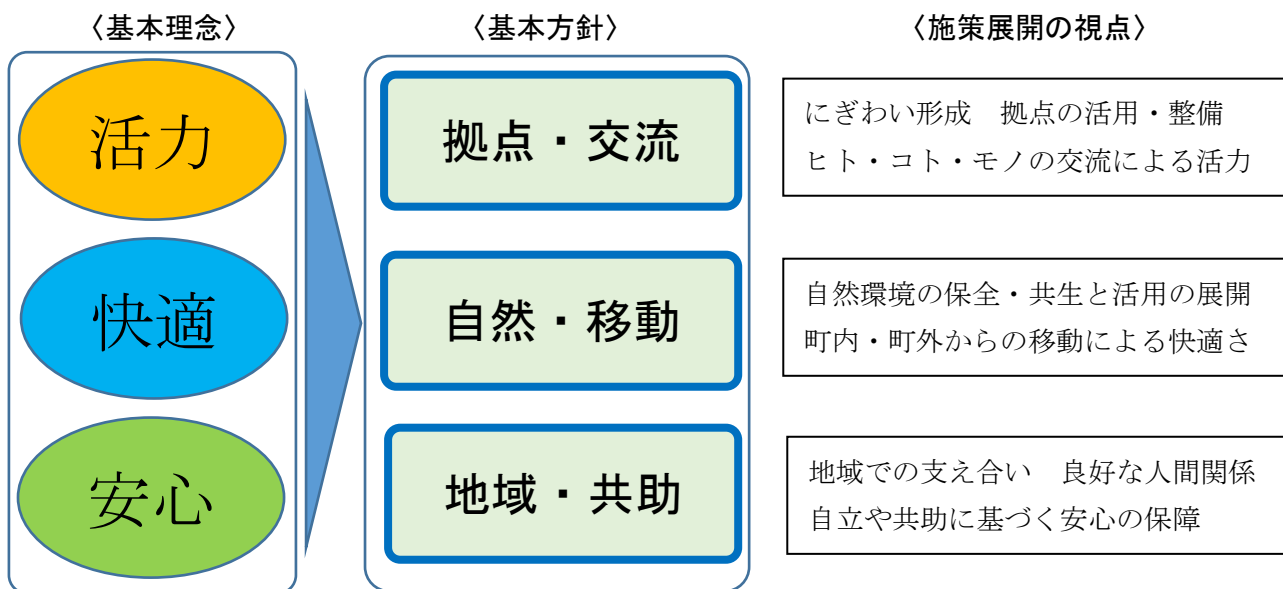 〈基本理念〉
〈基本方針〉
〈施策展開の視点〉
活力
拠点・交流
にぎわい形成　拠点の活用・整備
ヒト・コト・モノの交流による活力
快適
自然・移動
自然環境の保全・共生と活用の展開
町内・町外からの移動による快適さ
安心
地域・共助
地域での支え合い　良好な人間関係
自立や共助に基づく安心の保障